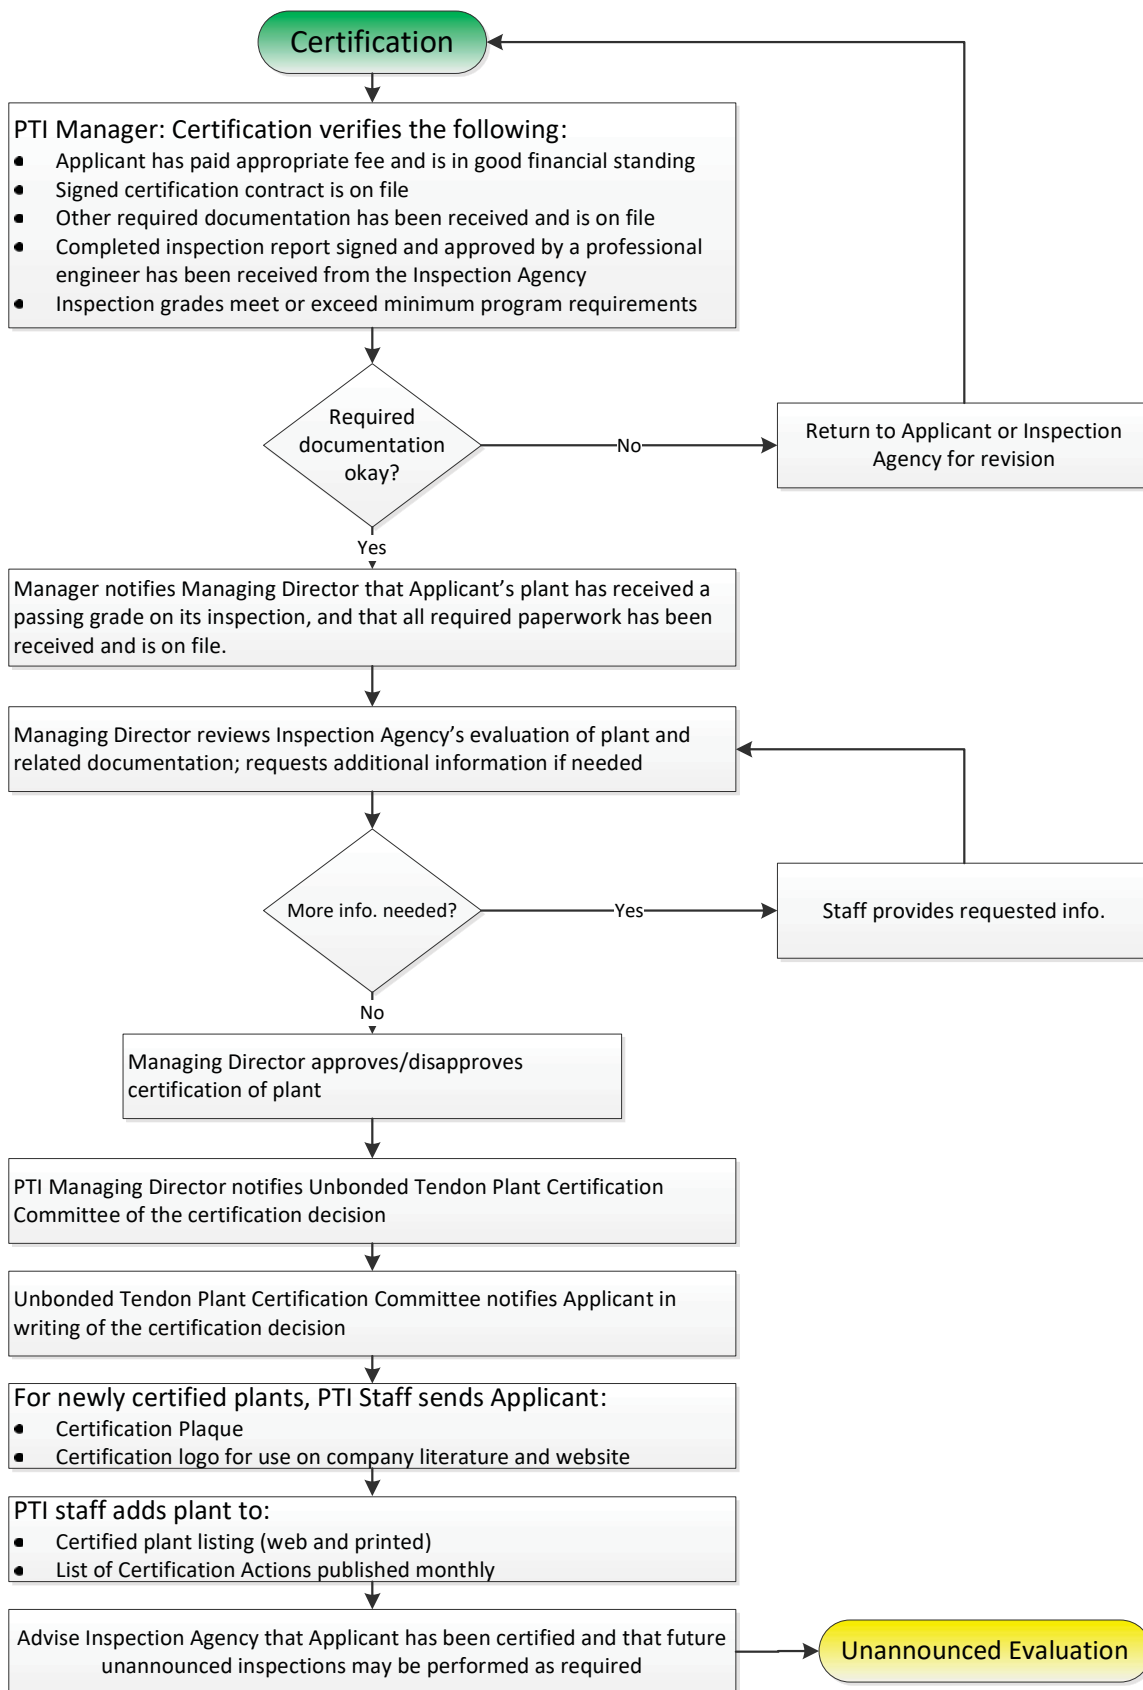 Certification
PTI Manager: Certification verifies the following:
• Applicant has paid appropriate fee and is in good financial standing
• Signed certification contract is on file
• Other required documentation has been received and is on file
• Completed inspection report signed and approved by a professional
engineer has been received from the Inspection Agency
• Inspection grades meet or exceed minimum program requirements
Required
documentation
okay?
No
Return to Applicant or Inspection
Agency for revision
Yes
Manager notifies Managing Director that Applicant’s plant has received a
passing grade on its inspection, and that all required paperwork has been
received and is on file.
Managing Director reviews Inspection Agency’s evaluation of plant and
related documentation; requests additional information if needed
More info. needed?
Yes
Staff provides requested info.
No
Managing Director approves/disapproves
certification of plant
PTI Managing Director notifies Unbonded Tendon Plant Certification
Committee of the certification decision
Unbonded Tendon Plant Certification Committee notifies Applicant in
writing of the certification decision
For newly certified plants, PTI Staff sends Applicant:
• Certification Plaque
• Certification logo for use on company literature and website
PTI staff adds plant to:
• Certified plant listing (web and printed)
• List of Certification Actions published monthly
Advise Inspection Agency that Applicant has been certified and that future
unannounced inspections may be performed as required
Unannounced Evaluation